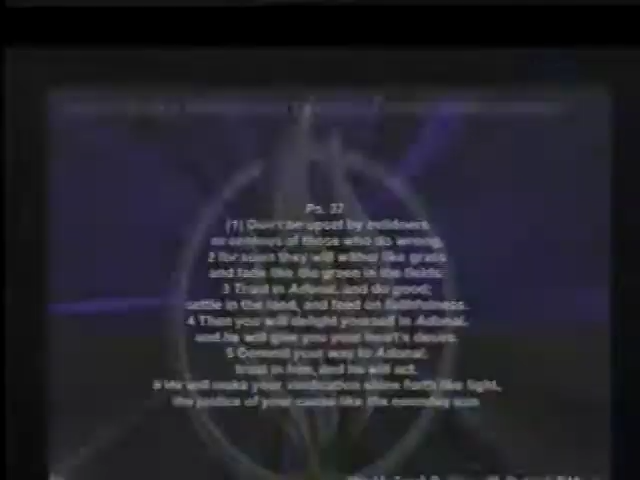 Ps. 37
(1) Don't be upset by evildoers
or envious of those who do wrong,
2 for soon they will wither like grass
and fade like the green in the fields.
3 Trust in Adonai, and do good;
settle in the land, and feed on faithfulness.
4 Then you will delight yourself in Adonai,
and he will give you your heart's desire.
5 Commit your way to Adonai;
trust in him, and he will act.
6 He will make your vindication shine forth like light,
the justice of your cause like the noonday sun